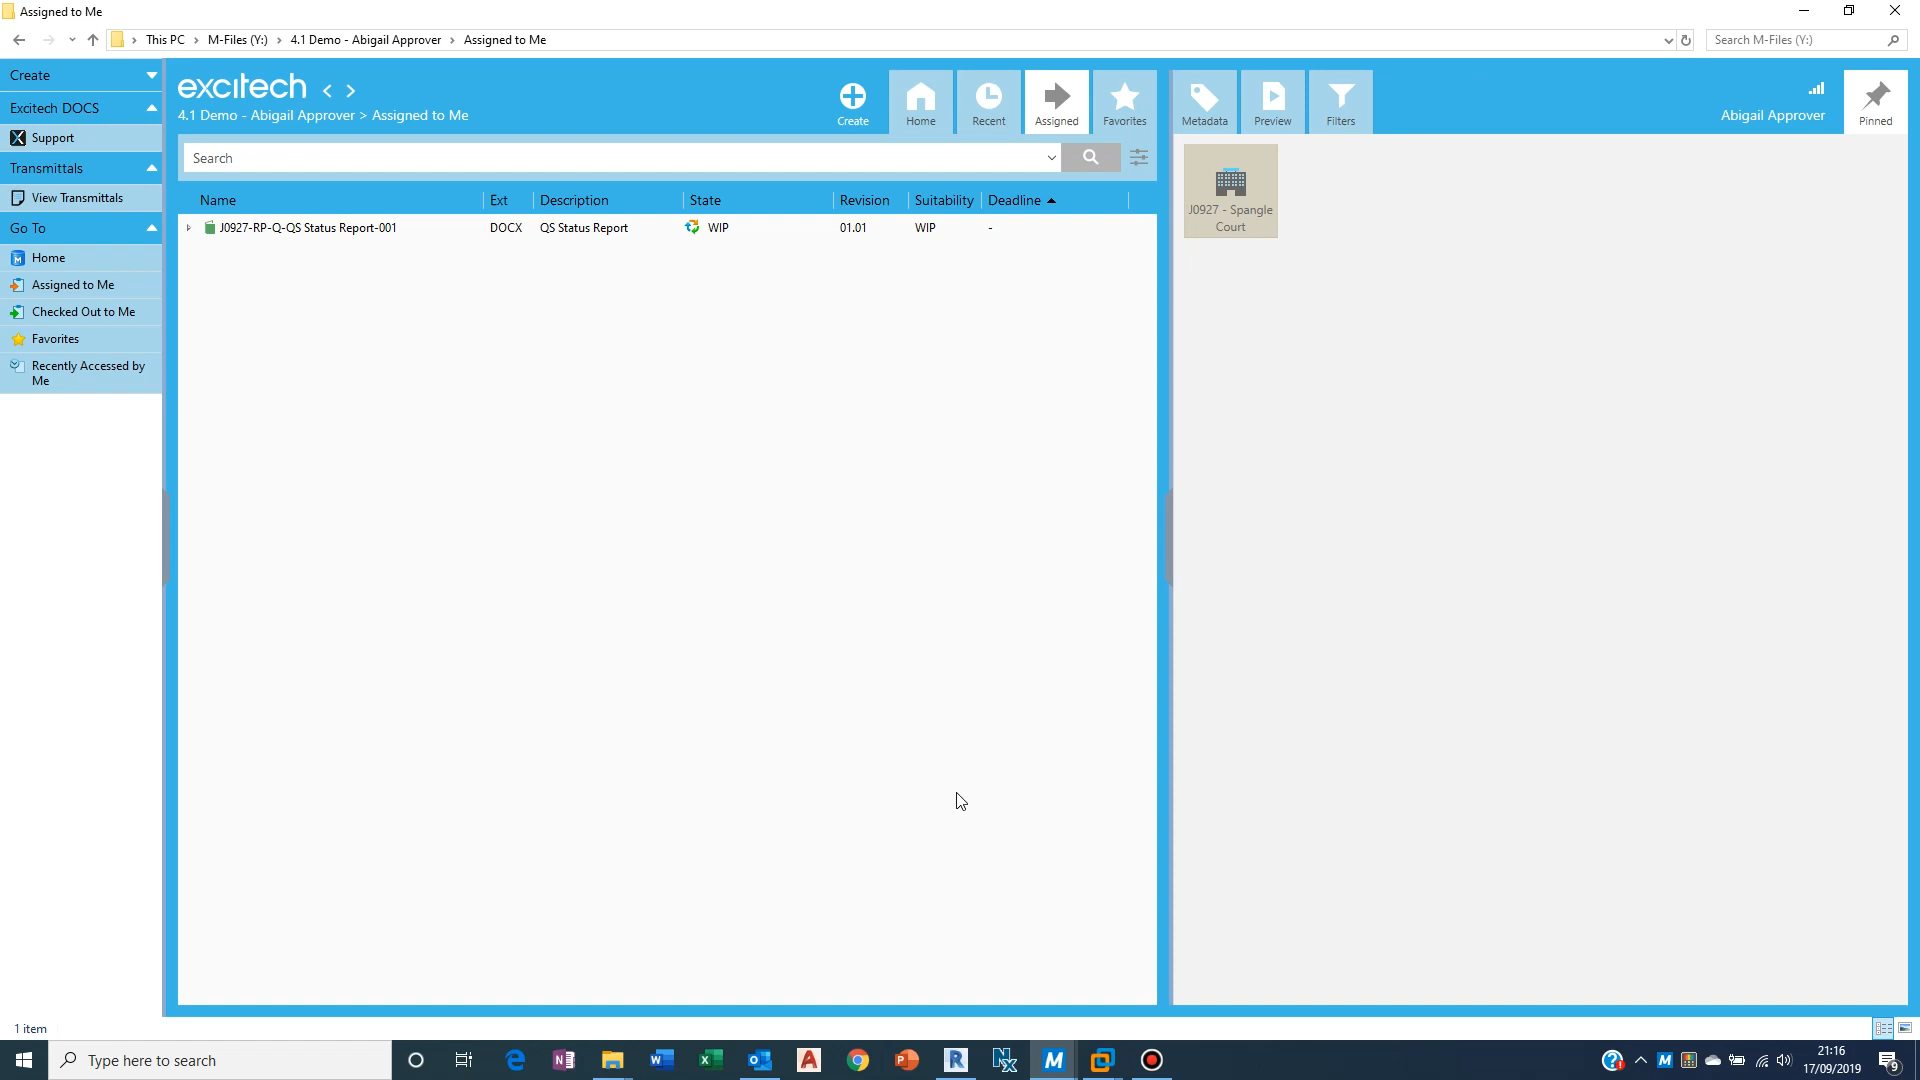 Assigned to Me
This PC > M-Files (Y:) > 4.1 Demo - Abigail Approver > Assigned to Me
Search M-Files (Y:)
Create
Excitech DOCS
Support
Transmittals
View Transmittals
Go To
Home
Assigned to Me
Checked Out to Me
Favorites
Recently Accessed by
Me
excitech < >
4.1 Demo - Abigail Approver > Assigned to Me
Create
Home
Recent
Assigned
Favorites
Metadata
Preview
Filters
Abigail Approver
Pinned
Search
Name Ext Description State Revision Suitability Deadline
J0927-RP-Q-QS Status Report-001 DOCX QS Status Report WIP 01.01 WIP -
J0927 - Spangle
Court
1 item
Type here to search
21:16
17/09/2019
9